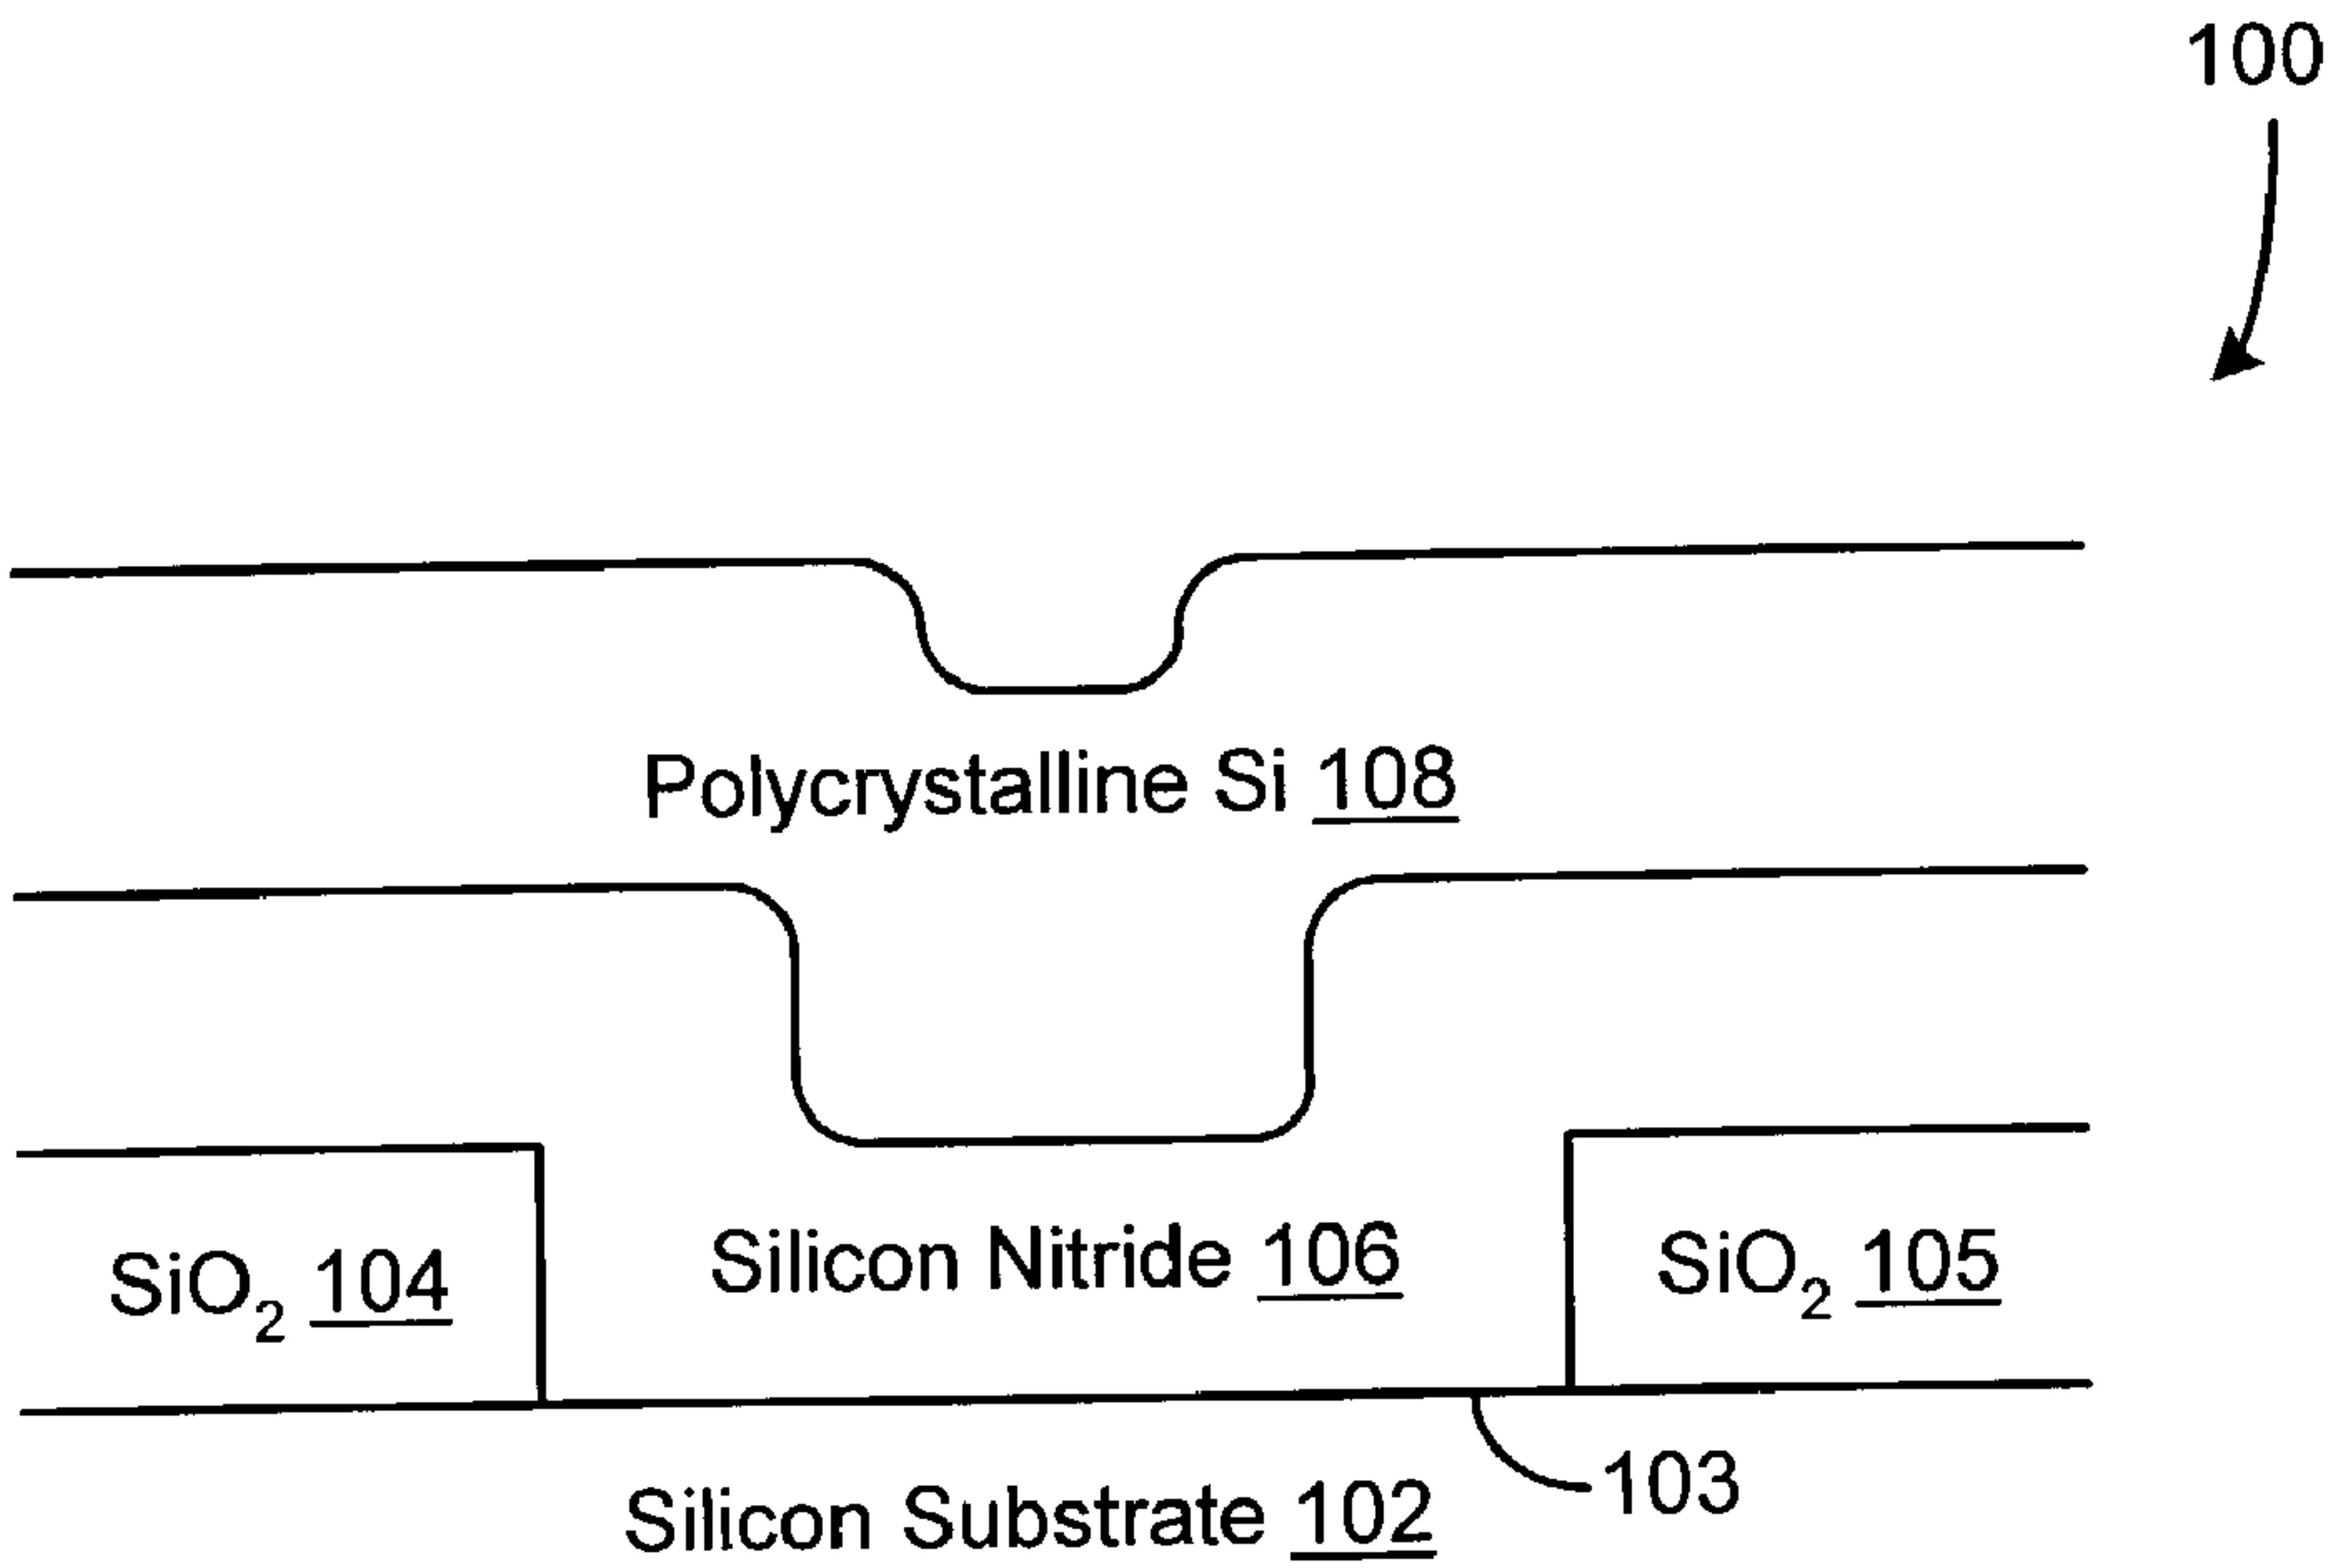 100
Polycrystalline Si 108
SiO₂ 104
Silicon Nitride 106
SiO₂ 105
103
Silicon Substrate 102